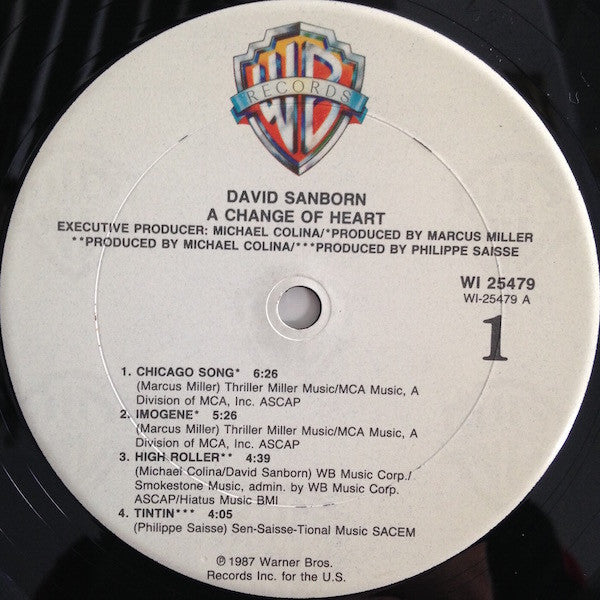 WB
RECORDS
DAVID SANBORN
A CHANGE OF HEART
EXECUTIVE PRODUCER: MICHAEL COLINA/*PRODUCED BY MARCUS MILLER
**PRODUCED BY MICHAEL COLINA/***PRODUCED BY PHILIPPE SAISSE
WI 25479
WI-25479 A
1
1. CHICAGO SONG* 6:26
(Marcus Miller) Thriller Miller Music/MCA Music, A
Division of MCA, Inc. ASCAP
2. IMOGENE* 5:26
(Marcus Miller) Thriller Miller Music/MCA Music, A
Division of MCA, Inc. ASCAP
3. HIGH ROLLER** 4:39
(Michael Colina/David Sanborn) WB Music Corp./
Smokestone Music, admin. by WB Music Corp.
ASCAP/Hiatus Music BMI
4. TINTIN*** 4:05
(Philippe Saisse) Sen-Saisse-Tional Music SACEM
℗ 1987 Warner Bros.
Records Inc. for the U.S.